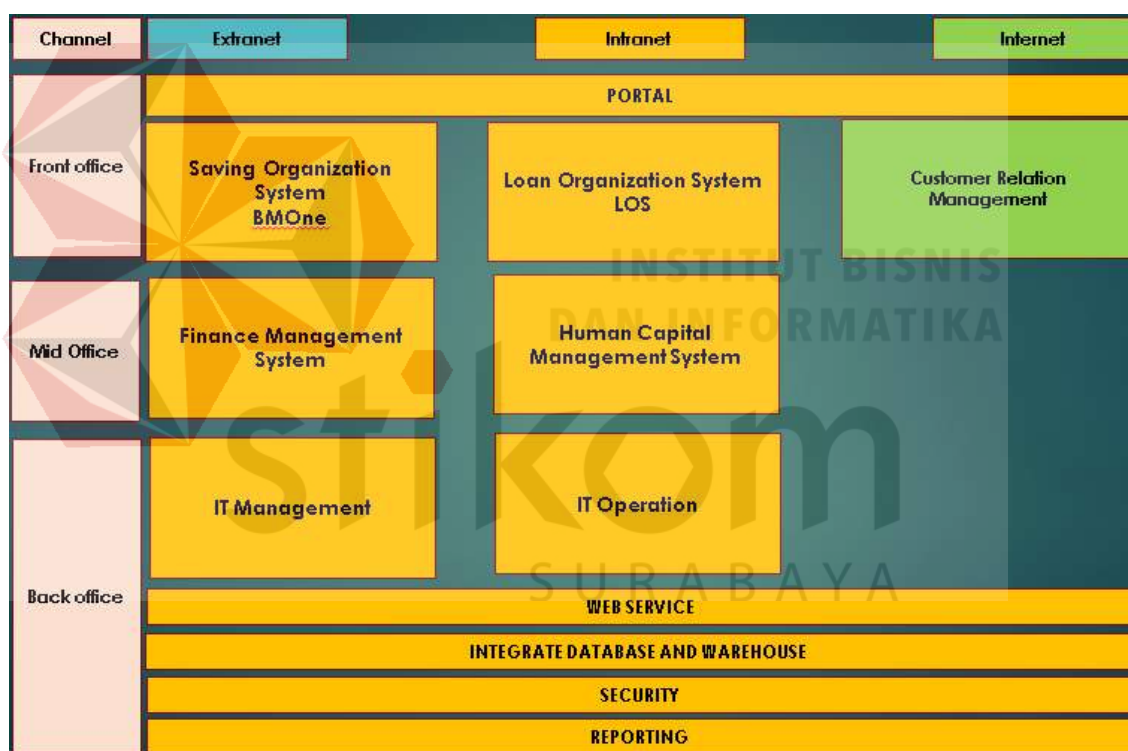 Channel
Extranet
Intranet
Internet
PORTAL
Front office
Saving Organization
System
BMOne
Loan Organization System
LOS
Customer Relation
Management
INSTITUT BISNIS
DAN INFORMATIKA
Mid Office
Finance Management
System
Human Capital
Management System
stikom
IT Management
IT Operation
SURABAYA
Back office
WEB SERVICE
INTEGRATE DATABASE AND WAREHOUSE
SECURITY
REPORTING